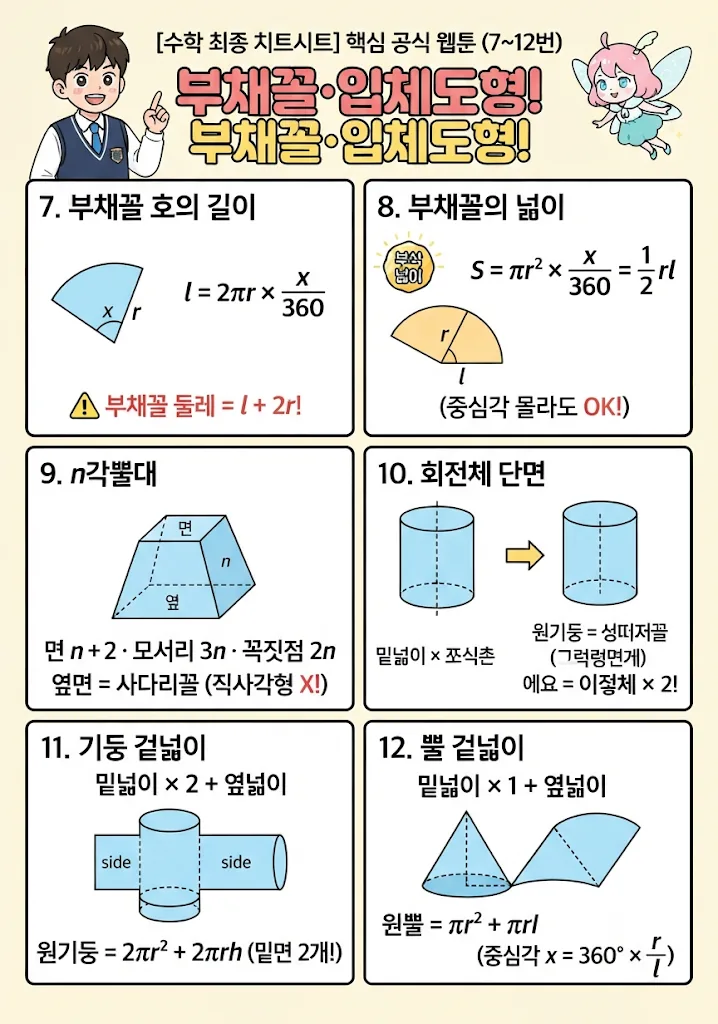 [수학 최종 치트시트] 핵심 공식 웹툰 (7~12번)
부채꼴·입체도형!
부채꼴·입체도형!
7. 부채꼴 호의 길이
x
r
l = 2πr × x/360
⚠ 부채꼴 둘레 = l + 2r!
8. 부채꼴의 넒이
넒이
S = πr² × x/360 = 1/2 rl
r
l
(중심각 몰라도 OK!)
9. n각뿔대
면
n
옆
면 n + 2 · 모서리 3n · 꼭짓점 2n
옆면 = 사다리꼴 (직사각형 X!)
10. 회전체 단면
밑넓이 × 쪼식촌
원기둥 =
에요 = × 2!
11. 기둥 겉넓이
밑넓이 × 2 + 옆넓이
side
side
원기둥 = 2πr² + 2πrh (밑면 2개!)
12. 뿔 겉넓이
밑넓이 × 1 + 옆넓이
원뿔 = πr² + πrl
(중심각 x = 360° × r/l)